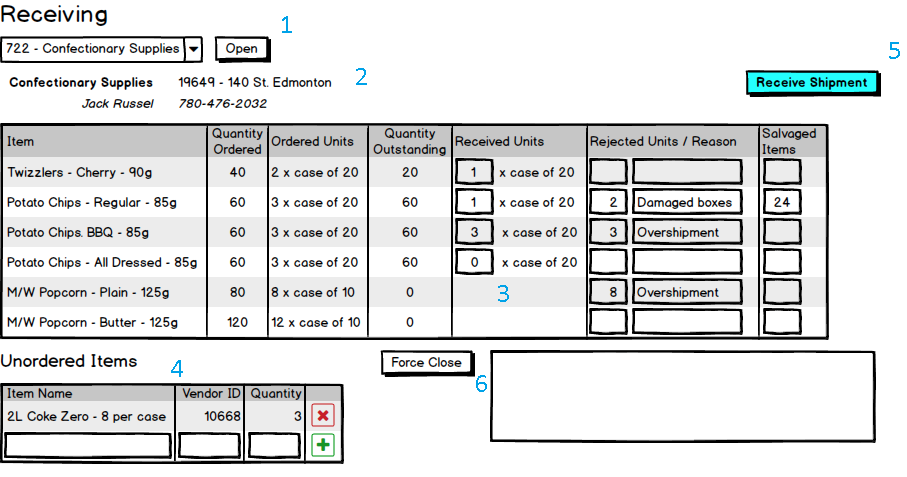 Receiving
1
722 - Confectionary Supplies Open
5
Confectionary Supplies 19649 - 140 St. Edmonton 2
Receive Shipment
Jack Russel 780-476-2032
Item Quantity Ordered Ordered Units Quantity Outstanding Received Units Rejected Units / Reason Salvaged Items
Twizzlers - Cherry - 90g 40 2 x case of 20 20 1 x case of 20
Potato Chips - Regular - 85g 60 3 x case of 20 60 1 x case of 20 2 Damaged boxes 24
Potato Chips. BBQ - 85g 60 3 x case of 20 60 3 x case of 20 3 Overshipment
Potato Chips - All Dressed - 85g 60 3 x case of 20 60 0 x case of 20
M/W Popcorn - Plain - 125g 80 8 x case of 10 0 3 8 Overshipment
M/W Popcorn - Butter - 125g 120 12 x case of 10 0
Unordered Items 4 Force Close 6
Item Name Vendor ID Quantity
2L Coke Zero - 8 per case 10668 3